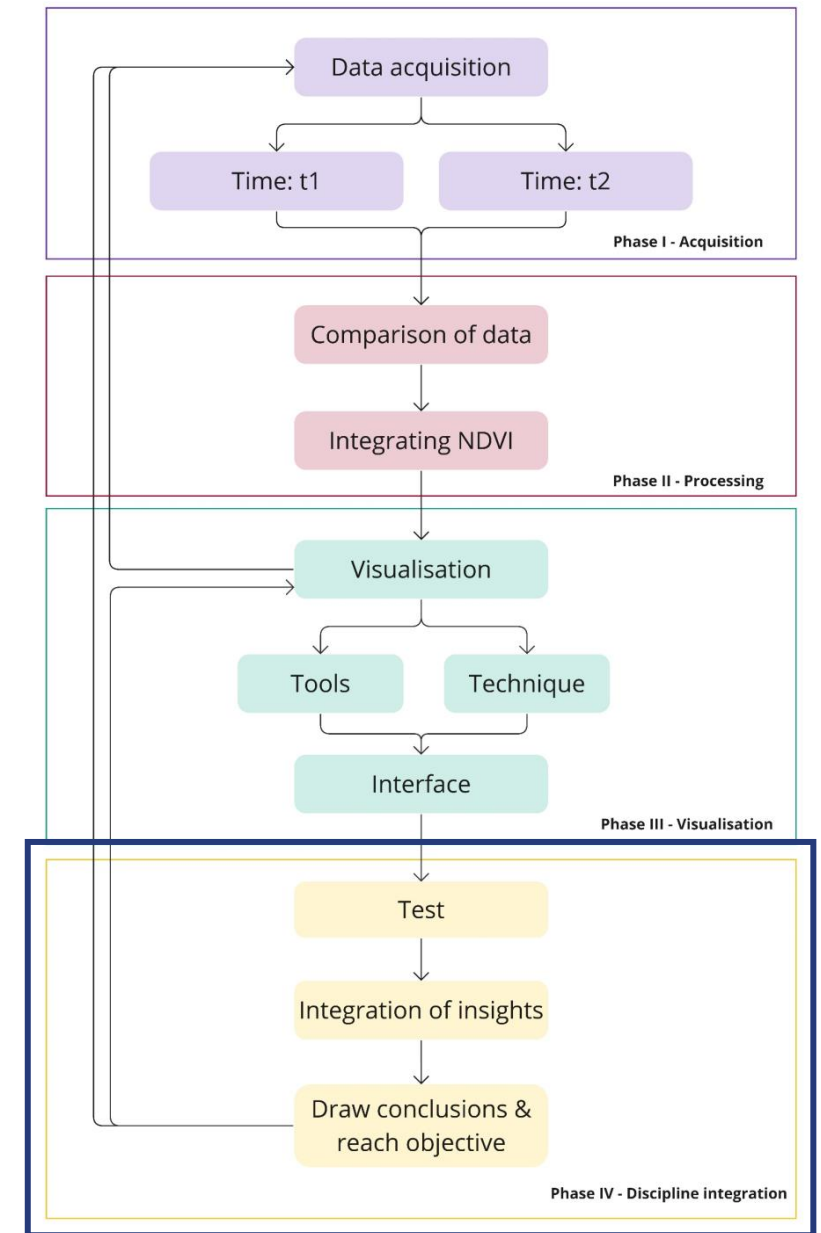 Data acquisition
Time: t1
Time: t2
Phase I - Acquisition
Comparison of data
Integrating NDVI
Phase II - Processing
Visualisation
Tools
Technique
Interface
Phase III - Visualisation
Test
Integration of insights
Draw conclusions &
reach objective
Phase IV - Discipline integration